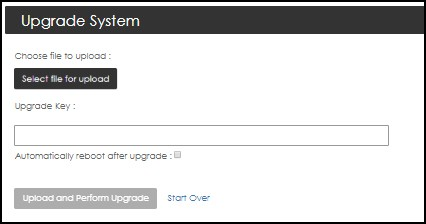 Upgrade System
Choose file to upload :
Select file for upload
Upgrade Key :
Automatically reboot after upgrade :
Upload and Perform Upgrade Start Over